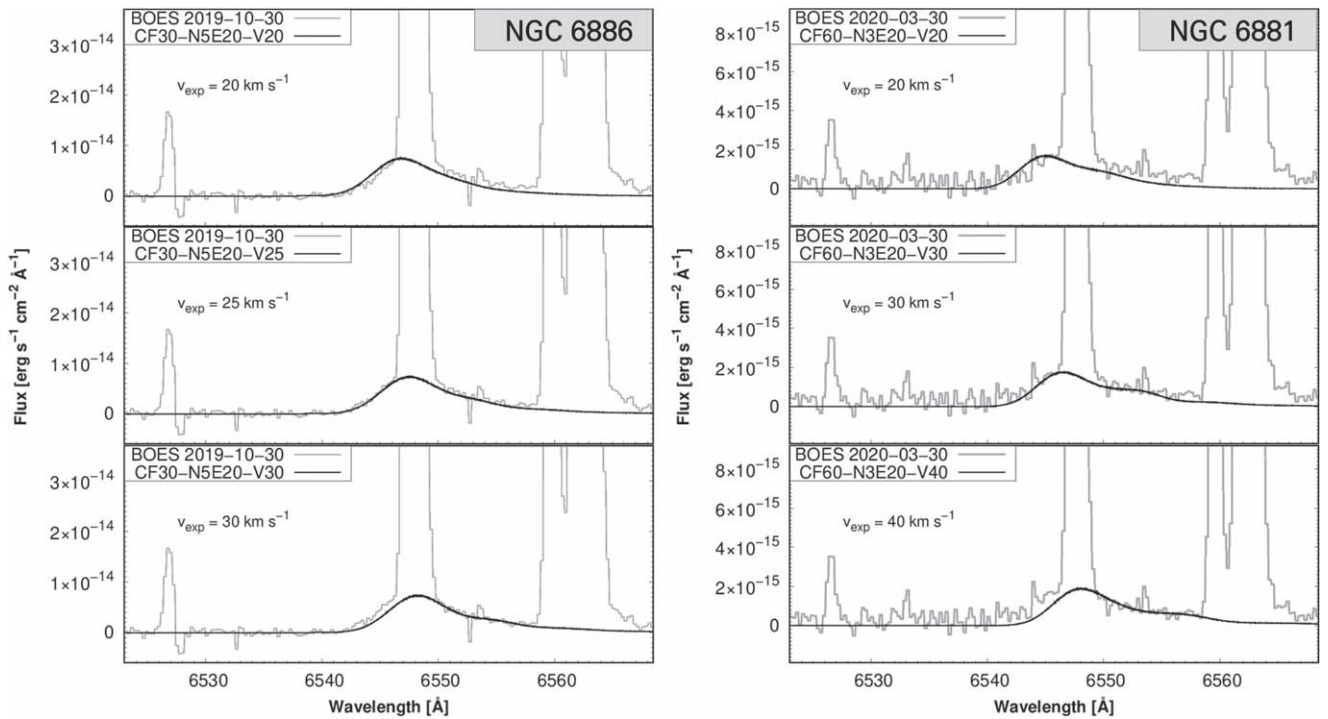 BOES 2019-10-30
CF30-N5E20-V20
NGC 6886
v_exp = 20 km s⁻¹
3×10⁻¹⁴
2×10⁻¹⁴
1×10⁻¹⁴
0
BOES 2019-10-30
CF30-N5E20-V25
v_exp = 25 km s⁻¹
3×10⁻¹⁴
2×10⁻¹⁴
1×10⁻¹⁴
0
Flux [erg s⁻¹ cm⁻² Å⁻¹]
BOES 2019-10-30
CF30-N5E20-V30
v_exp = 30 km s⁻¹
3×10⁻¹⁴
2×10⁻¹⁴
1×10⁻¹⁴
0
6530 6540 6550 6560
Wavelength [Å]
BOES 2020-03-30
CF60-N3E20-V20
NGC 6881
v_exp = 20 km s⁻¹
8×10⁻¹⁵
6×10⁻¹⁵
4×10⁻¹⁵
2×10⁻¹⁵
0
BOES 2020-03-30
CF60-N3E20-V30
v_exp = 30 km s⁻¹
8×10⁻¹⁵
6×10⁻¹⁵
4×10⁻¹⁵
2×10⁻¹⁵
0
Flux [erg s⁻¹ cm⁻² Å⁻¹]
BOES 2020-03-30
CF60-N3E20-V40
v_exp = 40 km s⁻¹
8×10⁻¹⁵
6×10⁻¹⁵
4×10⁻¹⁵
2×10⁻¹⁵
0
6530 6540 6550 6560
Wavelength [Å]